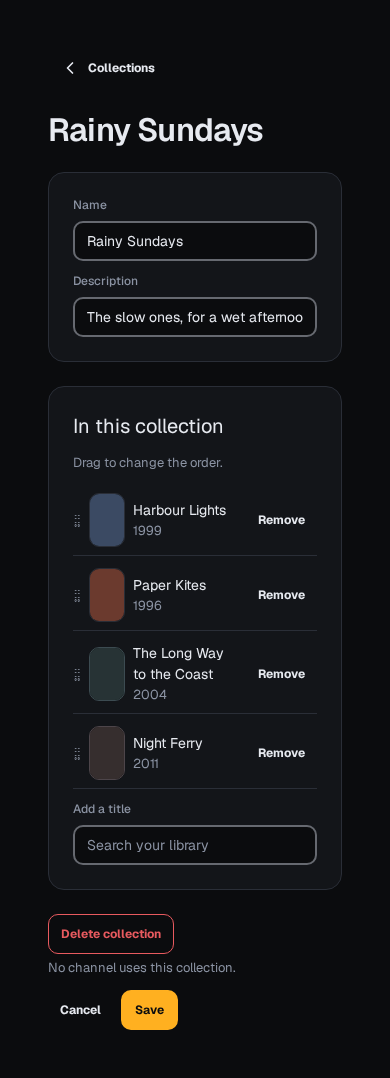 Collections
Rainy Sundays
Name
Rainy Sundays
Description
The slow ones, for a wet afternoo
In this collection
Drag to change the order.
Harbour Lights
1999
Remove
Paper Kites
1996
Remove
The Long Way
to the Coast
2004
Remove
Night Ferry
2011
Remove
Add a title
Search your library
Delete collection
No channel uses this collection.
Cancel
Save